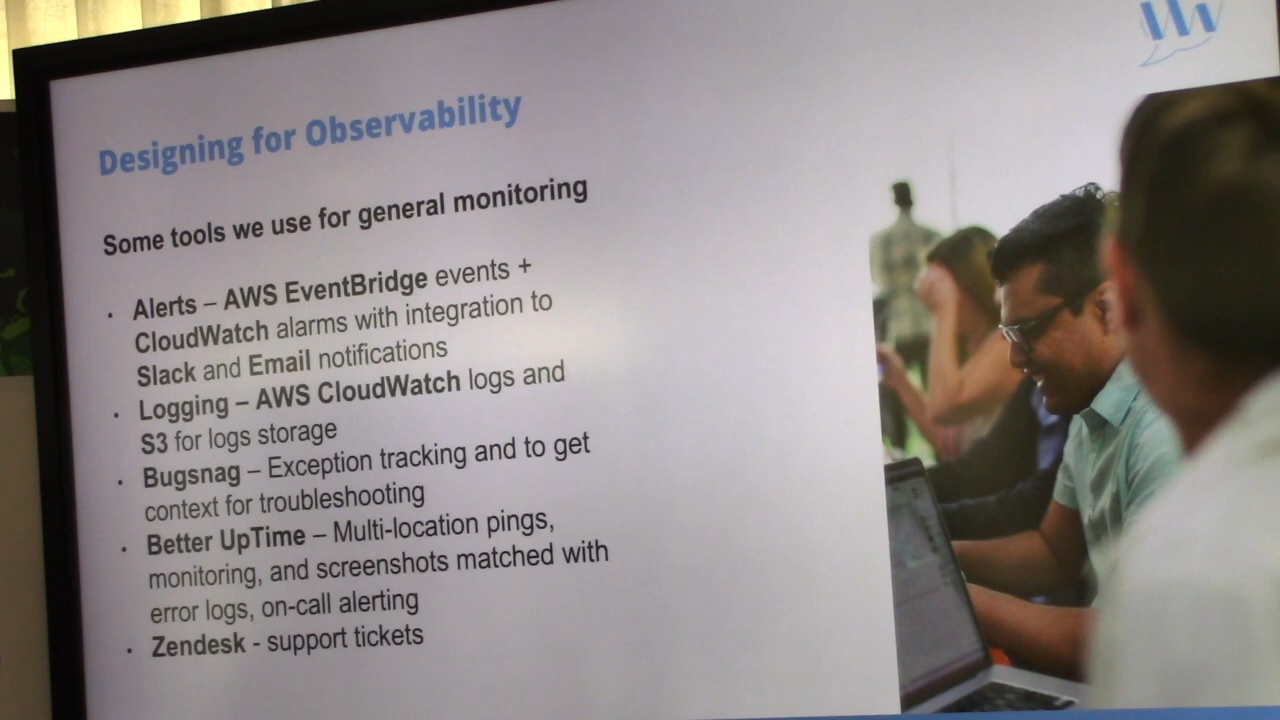 Designing for Observability
Some tools we use for general monitoring
· Alerts – AWS EventBridge events +
CloudWatch alarms with integration to
Slack and Email notifications
· Logging – AWS CloudWatch logs and
S3 for logs storage
· Bugsnag – Exception tracking and to get
context for troubleshooting
· Better UpTime – Multi-location pings,
monitoring, and screenshots matched with
error logs, on-call alerting
· Zendesk - support tickets